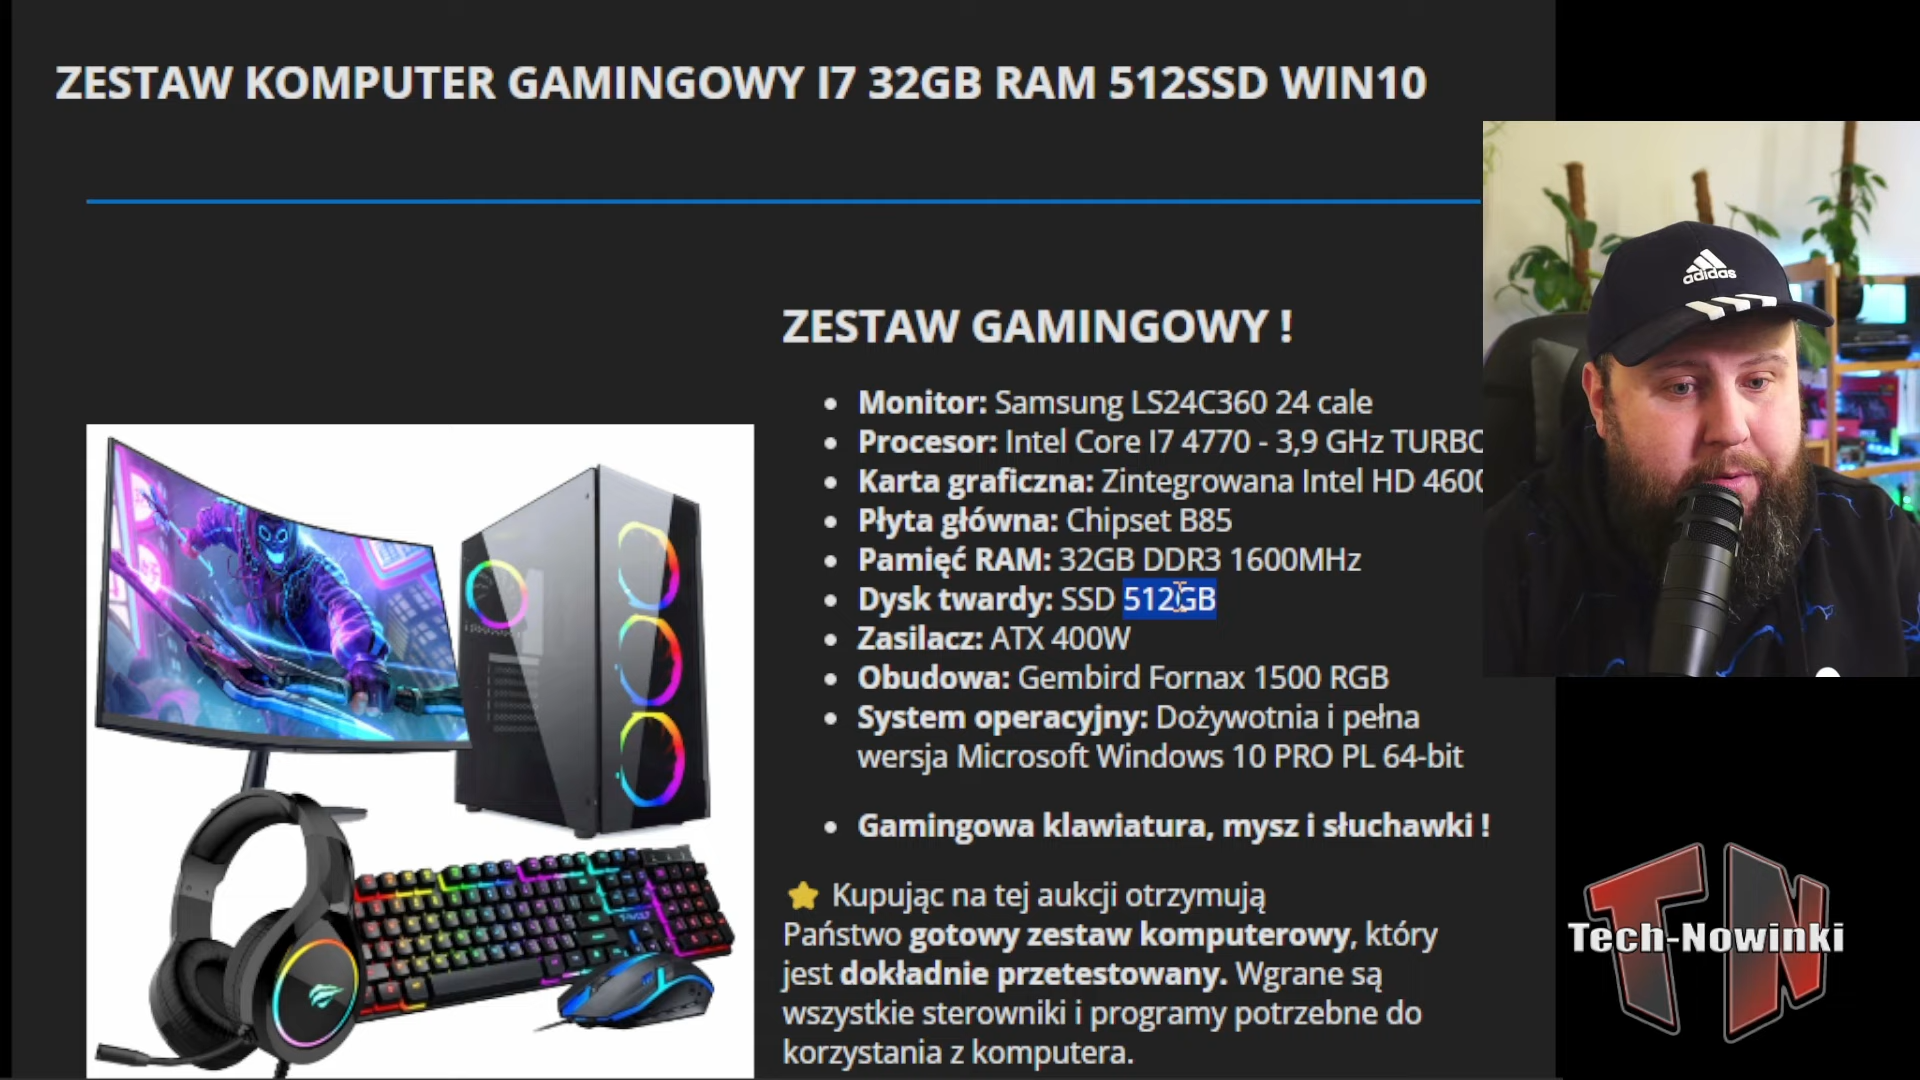 ZESTAW KOMPUTER GAMINGOWY I7 32GB RAM 512SSD WIN10
adidas
ZESTAW GAMINGOWY !
Monitor: Samsung LS24C360 24 cale
Procesor: Intel Core I7 4770 - 3,9 GHz TURBO
Karta graficzna: Zintegrowana Intel HD 4600
Płyta główna: Chipset B85
Pamięć RAM: 32GB DDR3 1600MHz
Dysk twardy: SSD 512GB
Zasilacz: ATX 400W
Obudowa: Gembird Fornax 1500 RGB
System operacyjny: Dożywotnia i pełna
wersja Microsoft Windows 10 PRO PL 64-bit
Gamingowa klawiatura, mysz i słuchawki !
Kupując na tej aukcji otrzymują
Państwo gotowy zestaw komputerowy, który
jest dokładnie przetestowany. Wgrane są
wszystkie sterowniki i programy potrzebne do
korzystania z komputera.
TN
Tech-Nowinki